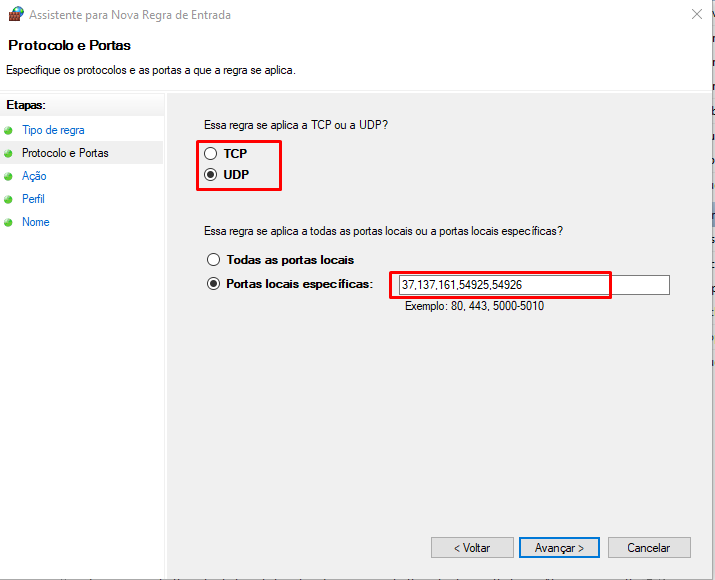 Assistente para Nova Regra de Entrada
Protocolo e Portas
Especifique os protocolos e as portas a que a regra se aplica.
Etapas:
Tipo de regra
Protocolo e Portas
Ação
Perfil
Nome
Essa regra se aplica a TCP ou a UDP?
TCP
UDP
Essa regra se aplica a todas as portas locais ou a portas locais específicas?
Todas as portas locais
Portas locais específicas:
37,137,161,54925,54926
Exemplo: 80, 443, 5000-5010
< Voltar
Avançar >
Cancelar